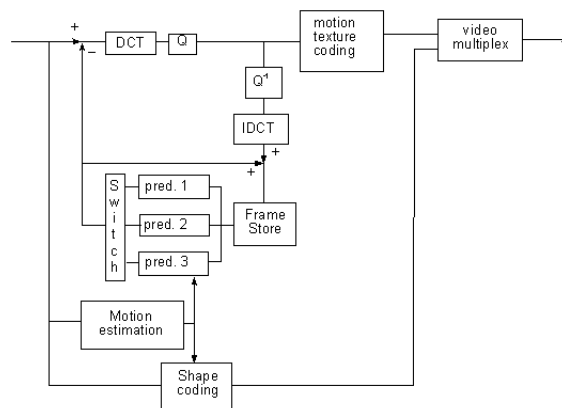 +
−
DCT
Q
motion
texture
coding
video
multiplex
Q⁻¹
IDCT
+
+
Switch
pred. 1
pred. 2
pred. 3
Frame
Store
Motion
estimation
Shape
coding